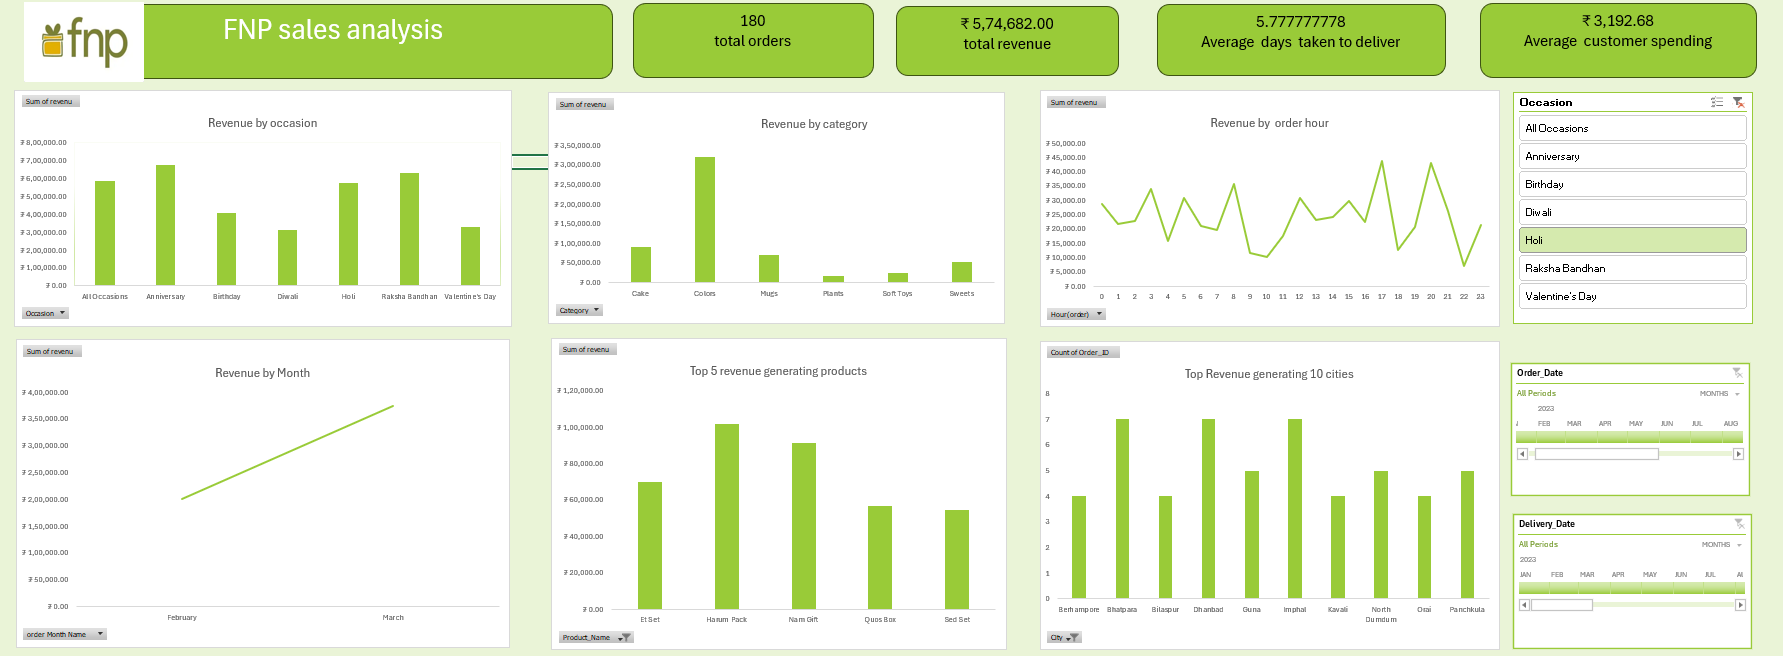 fnp
FNP sales analysis
180
total orders
₹ 5,74,682.00
total revenue
5.777777778
Average days taken to deliver
₹ 3,192.68
Average customer spending
Sum of revenu
Revenue by occasion
₹ 8,00,000.00
₹ 7,00,000.00
₹ 6,00,000.00
₹ 5,00,000.00
₹ 4,00,000.00
₹ 3,00,000.00
₹ 2,00,000.00
₹ 1,00,000.00
₹ 0.00
All Occasions Anniversary Birthday Diwali Holi Raksha Bandhan Valentine's Day
Occasion
Sum of revenu
Revenue by category
₹ 3,50,000.00
₹ 3,00,000.00
₹ 2,50,000.00
₹ 2,00,000.00
₹ 1,50,000.00
₹ 1,00,000.00
₹ 50,000.00
₹ 0.00
Cake Colors Mugs Plants Soft Toys Sweets
Category
Sum of revenu
Revenue by order hour
₹ 50,000.00
₹ 45,000.00
₹ 40,000.00
₹ 35,000.00
₹ 30,000.00
₹ 25,000.00
₹ 20,000.00
₹ 15,000.00
₹ 10,000.00
₹ 5,000.00
₹ 0.00
0 1 2 3 4 5 6 7 8 9 10 11 12 13 14 15 16 17 18 19 20 21 22 23
Hour(order)
Occasion
All Occasions
Anniversary
Birthday
Diwali
Holi
Raksha Bandhan
Valentine's Day
Sum of revenu
Revenue by Month
₹ 4,00,000.00
₹ 3,50,000.00
₹ 3,00,000.00
₹ 2,50,000.00
₹ 2,00,000.00
₹ 1,50,000.00
₹ 1,00,000.00
₹ 50,000.00
₹ 0.00
February March
order Month Name
Sum of revenu
Top 5 revenue generating products
₹ 1,20,000.00
₹ 1,00,000.00
₹ 80,000.00
₹ 60,000.00
₹ 40,000.00
₹ 20,000.00
₹ 0.00
Et Set Harum Pack Nam Gift Quos Box Sed Set
Product_Name
Count of Order_ID
Top Revenue generating 10 cities
8
7
6
5
4
3
2
1
0
Berhampore Bhatpara Bilaspur Dhanbad Guna Imphal Kavali North Dumdum Orai Panchkula
City
Order_Date
All Periods MONTHS
2023
FEB MAR APR MAY JUN JUL AUG
Delivery_Date
All Periods MONTHS
2023
JAN FEB MAR APR MAY JUN JUL